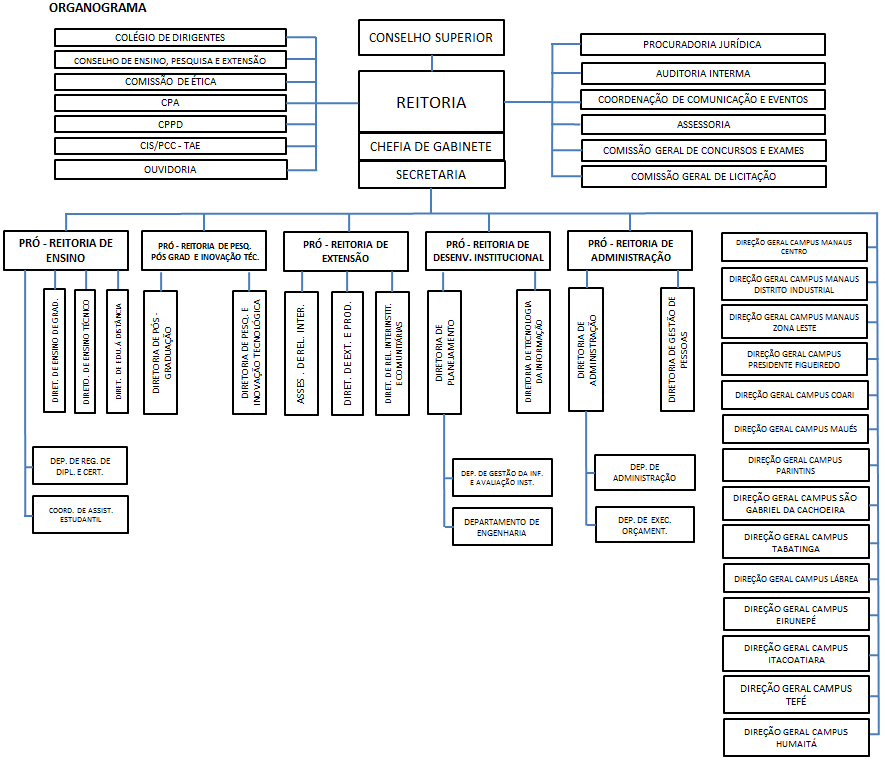 ORGANOGRAMA
COLÉGIO DE DIRIGENTES
CONSELHO DE ENSINO, PESQUISA E EXTENSÃO
COMISSÃO DE ÉTICA
CPA
CPPD
CIS/PCC - TAE
OUVIDORIA
CONSELHO SUPERIOR
REITORIA
CHEFIA DE GABINETE
SECRETARIA
PROCURADORIA JURÍDICA
AUDITORIA INTERMA
COORDENAÇÃO DE COMUNICAÇÃO E EVENTOS
ASSESSORIA
COMISSÃO GERAL DE CONCURSOS E EXAMES
COMISSÃO GERAL DE LICITAÇÃO
PRÓ - REITORIA DE
ENSINO
DIRET. DE ENSINO DE GRAD.
DIRETO. DE ENSINO TÉCNICO
DIRET. DE EDU. À DISTÂNCIA
DEP. DE REG. DE
DIPL. E CERT.
COORD. DE ASSIST.
ESTUDANTIL
PRÓ - REITORIA DE PESQ.
PÓS GRAD E INOVAÇÃO TÉC.
DIRETORIA DE PÓS -
GRADUAÇÃO
DIRETORIA DE PESQ. E
INOVAÇÃO TECNOLÓGICA
PRÓ - REITORIA DE
EXTENSÃO
ASSES . DE REL. INTER.
DIRET. DE EXT. E PROD.
DIRET. DE REL. INTERINSTIT.
E COMUNITÁRIAS
PRÓ - REITORIA DE
DESENV. INSTITUCIONAL
DIRETORIA DE
PLANEJAMENTO
DIRETORIA DE TECNOLOGIA
DA INFORMAÇÃO
DEP. DE GESTÃO DA INF.
E AVALIAÇÃO INST.
DEPARTAMENTO DE
ENGENHARIA
PRÓ - REITORIA DE
ADMINISTRAÇÃO
DIRETORIA DE
ADMINISTRAÇÃO
DIRETORIA DE GESTÃO DE
PESSOAS
DEP. DE
ADMINISTRAÇÃO
DEP. DE EXEC.
ORÇAMENT.
DIREÇÃO GERAL CAMPUS MANAUS
CENTRO
DIREÇÃO GERAL CAMPUS MANAUS
DISTRITO INDUSTRIAL
DIREÇÃO GERAL CAMPUS MANAUS
ZONA LESTE
DIREÇÃO GERAL CAMPUS
PRESIDENTE FIGUEIREDO
DIREÇÃO GERAL CAMPUS COARI
DIREÇÃO GERAL CAMPUS MAUÉS
DIREÇÃO GERAL CAMPUS
PARINTINS
DIREÇÃO GERAL CAMPUS SÃO
GABRIEL DA CACHOEIRA
DIREÇÃO GERAL CAMPUS
TABATINGA
DIREÇÃO GERAL CAMPUS LÁBREA
DIREÇÃO GERAL CAMPUS
EIRUNEPÉ
DIREÇÃO GERAL CAMPUS
ITACOATIARA
DIREÇÃO GERAL CAMPUS
TEFÉ
DIREÇÃO GERAL CAMPUS
HUMAITÁ